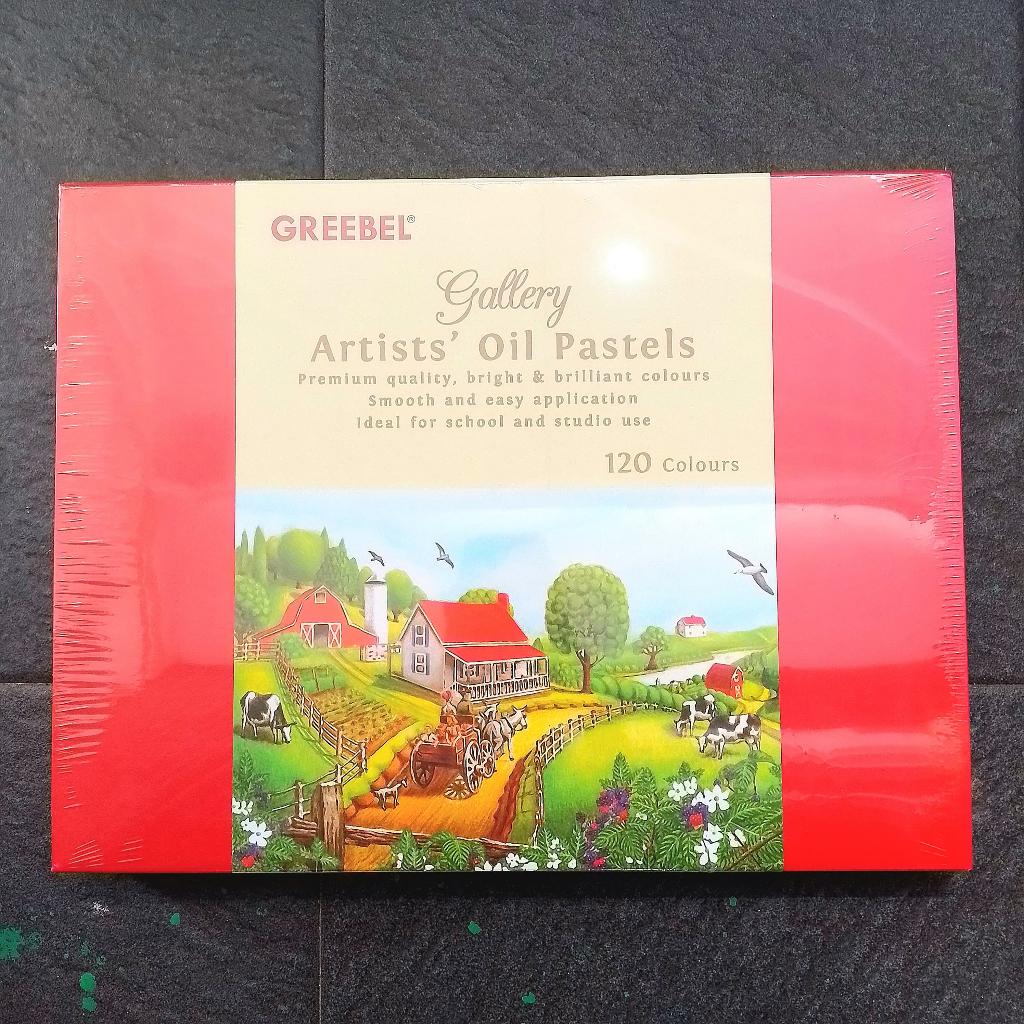 GREEBEL®
Gallery
Artists' Oil Pastels
Premium quality, bright & brilliant colours
Smooth and easy application
Ideal for school and studio use
120 Colours